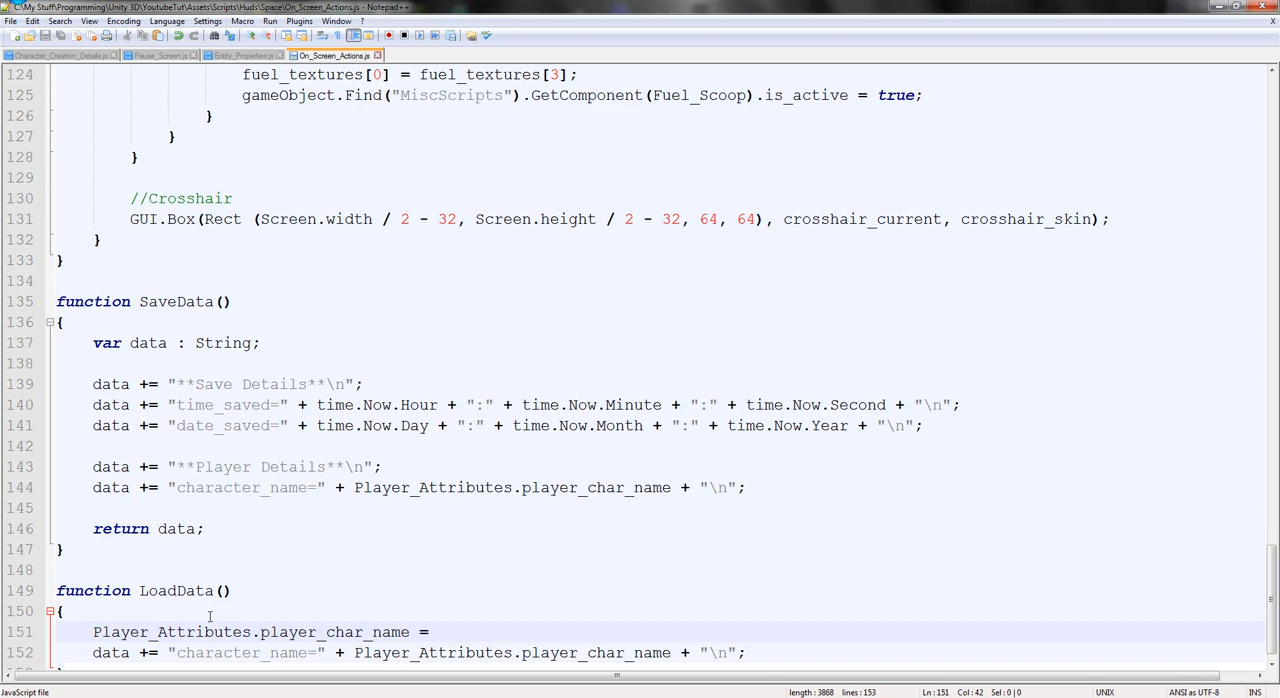 C:\My Stuff\Programming\Unity 3D\YoutubeTut\Assets\Scripts\Huds\Space\On_Screen_Actions.js - Notepad++
File Edit Search View Encoding Language Settings Macro Run Plugins Window ? X
Character_Creation_Details.js Pause_Screen.js Entity_Properties.js On_Screen_Actions.js
124 fuel_textures[0] = fuel_textures[3];
125 gameObject.Find("MiscScripts").GetComponent(Fuel_Scoop).is_active = true;
126 }
127 }
128 }
129
130 //Crosshair
131 GUI.Box(Rect (Screen.width / 2 - 32, Screen.height / 2 - 32, 64, 64), crosshair_current, crosshair_skin);
132 }
133 }
134
135 function SaveData()
136 {
137 var data : String;
138
139 data += "**Save Details**\n";
140 data += "time_saved=" + time.Now.Hour + ":" + time.Now.Minute + ":" + time.Now.Second + "\n";
141 data += "date_saved=" + time.Now.Day + ":" + time.Now.Month + ":" + time.Now.Year + "\n";
142
143 data += "**Player Details**\n";
144 data += "character_name=" + Player_Attributes.player_char_name + "\n";
145
146 return data;
147 }
148
149 function LoadData()
150 {
151 Player_Attributes.player_char_name =
152 data += "character_name=" + Player_Attributes.player_char_name + "\n";
JavaScript file length : 3868 lines : 153 Ln : 151 Col : 42 Sel : 0 | 0 UNIX ANSI as UTF-8 INS